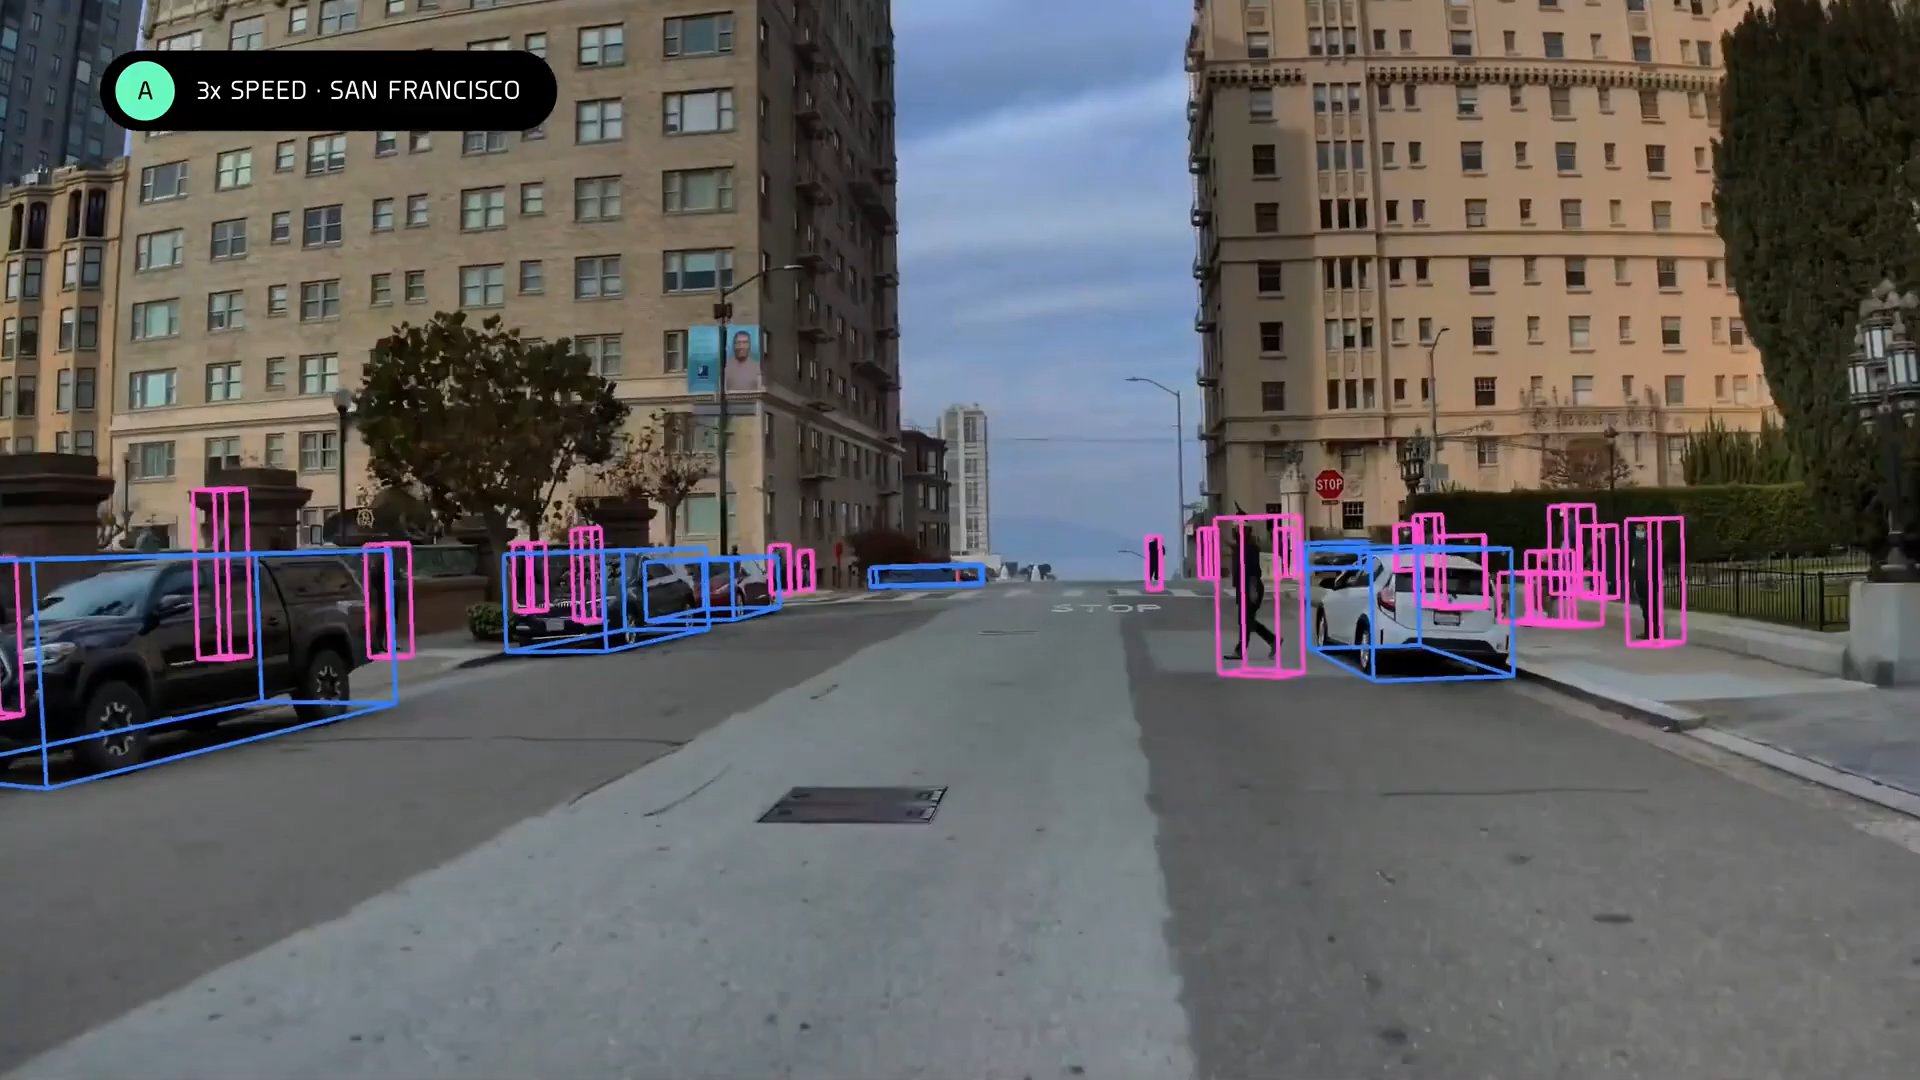 A
3x SPEED · SAN FRANCISCO
STOP
STOP